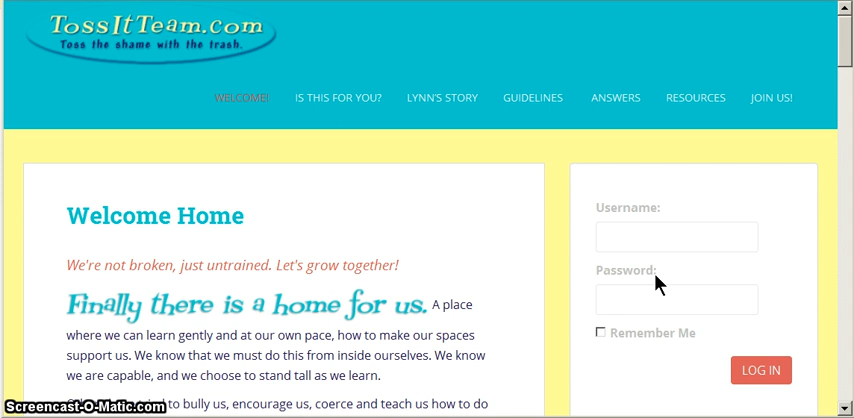 TossItTeam.com
Toss the shame with the trash.
WELCOME! IS THIS FOR YOU? LYNN'S STORY GUIDELINES ANSWERS RESOURCES JOIN US!
Welcome Home
We're not broken, just untrained. Let's grow together!
Finally there is a home for us. A place
where we can learn gently and at our own pace, how to make our spaces
support us. We know that we must do this from inside ourselves. We know
we are capable, and we choose to stand tall as we learn.
to bully us, encourage us, coerce and teach us how to do
Username:
Password:
Remember Me
LOG IN
Screencast-O-Matic.com